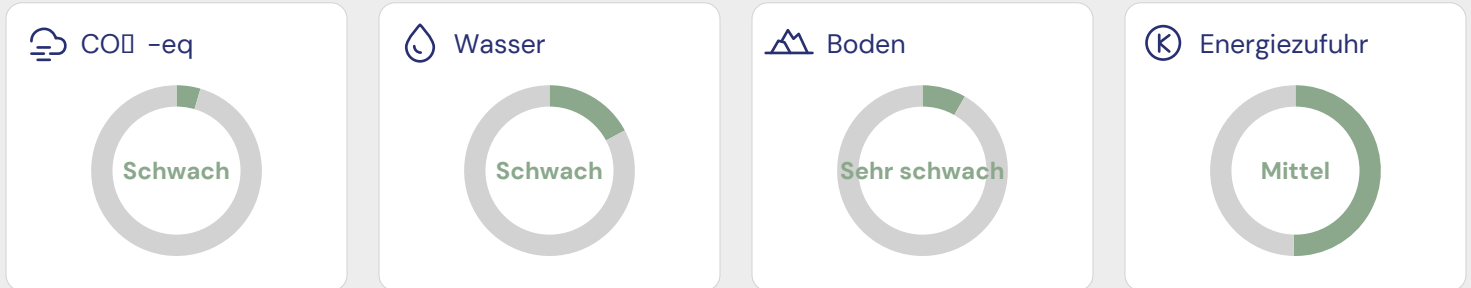 CO▯ -eq
Schwach
Wasser
Schwach
Boden
Sehr schwach
Energiezufuhr
Mittel